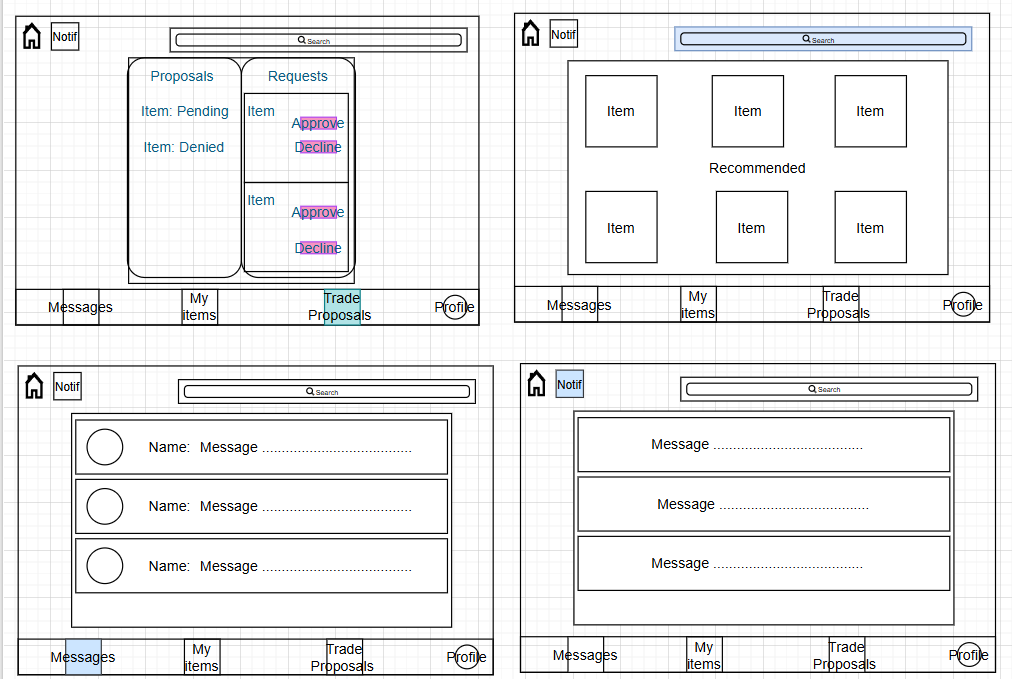 Notif
Search
Proposals
Requests
Item: Pending
Item
Approve
Item: Denied
Decline
Item
Approve
Decline
Messages
My
items
Trade
Proposals
Profile
Notif
Search
Item
Item
Item
Recommended
Item
Item
Item
Messages
My
items
Trade
Proposals
Profile
Notif
Search
Name: Message ......................................
Name: Message ......................................
Name: Message ......................................
Messages
My
items
Trade
Proposals
Profile
Notif
Search
Message ......................................
Message ......................................
Message ......................................
Messages
My
items
Trade
Proposals
Profile